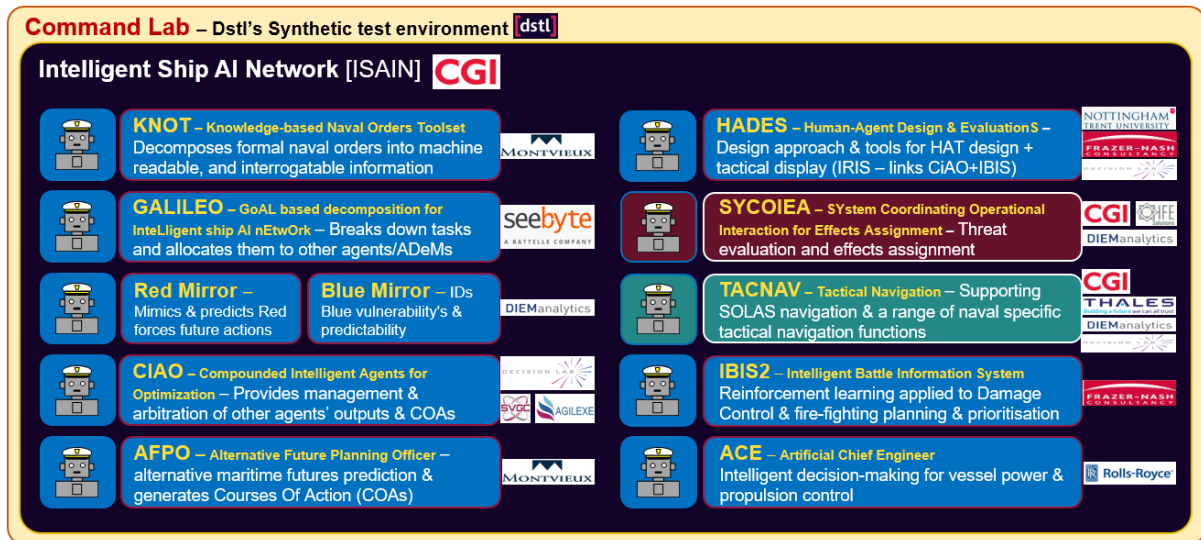 Command Lab – Dstl's Synthetic test environment [dstl]
Intelligent Ship AI Network [ISAIN] CGI
KNOT – Knowledge-based Naval Orders Toolset
Decomposes formal naval orders into machine
readable, and interrogatable information
MONTVIEUX
GALILEO – GoAL based decomposition for
InteLligent ship AI nEtwOrk – Breaks down tasks
and allocates them to other agents/ADeMs
seebyte
A BATTELLE COMPANY
Red Mirror –
Mimics & predicts Red
forces future actions
Blue Mirror – IDs
Blue vulnerability's &
predictability
DIEManalytics
CIAO – Compounded Intelligent Agents for
Optimization – Provides management &
arbitration of other agents' outputs & COAs
DECISION LAB
SVGC
AGILEXE
AFPO – Alternative Future Planning Officer –
alternative maritime futures prediction &
generates Courses Of Action (COAs)
MONTVIEUX
HADES – Human-Agent Design & EvaluationS –
Design approach & tools for HAT design +
tactical display (IRIS – links CiAO+IBIS)
NOTTINGHAM
TRENT UNIVERSITY
FRAZER-NASH
CONSULTANCY
DECISION LAB
SYCOIEA – SYstem Coordinating Operational
Interaction for Effects Assignment – Threat
evaluation and effects assignment
CGI
DIEManalytics
TACNAV – Tactical Navigation – Supporting
SOLAS navigation & a range of naval specific
tactical navigation functions
CGI
THALES
Building a future we can all trust
DIEManalytics
DECISION LAB
IBIS2 – Intelligent Battle Information System
Reinforcement learning applied to Damage
Control & fire-fighting planning & prioritisation
FRAZER-NASH
CONSULTANCY
ACE – Artificial Chief Engineer
Intelligent decision-making for vessel power &
propulsion control
Rolls-Royce